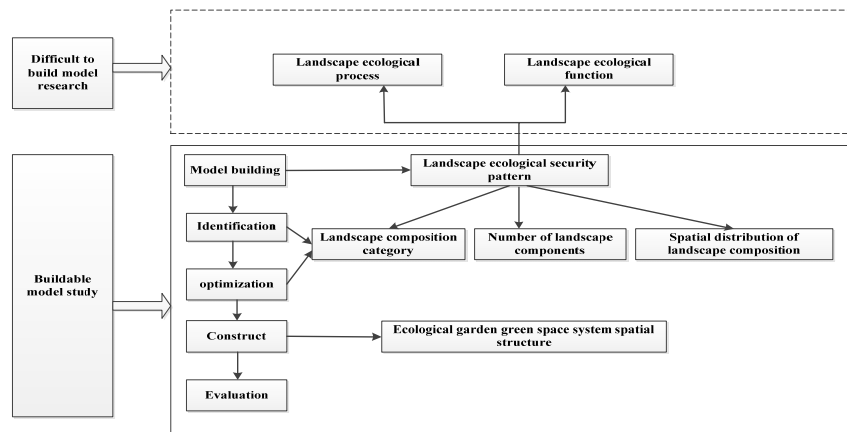 Difficult to
build model
research
Landscape ecological
process
Landscape ecological
function
Buildable
model study
Model building
Landscape ecological security
pattern
Identification
Landscape composition
category
Number of landscape
components
Spatial distribution of
landscape composition
optimization
Construct
Ecological garden green space system spatial
structure
Evaluation